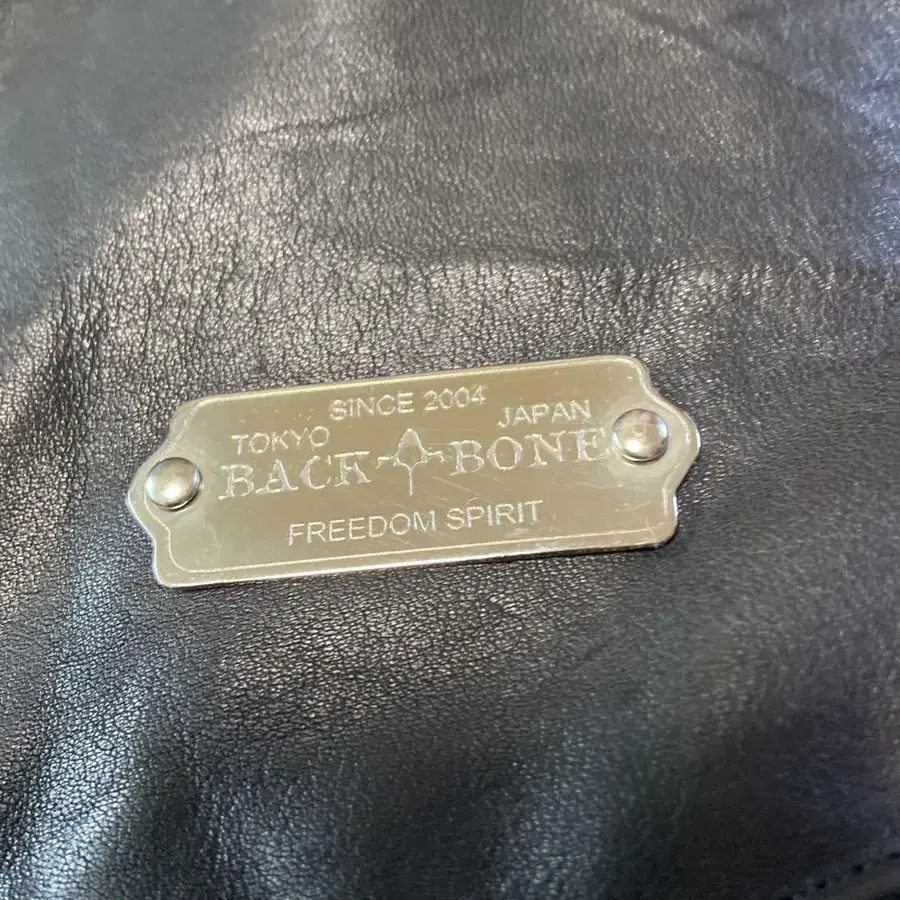 SINCE 2004
TOKYO JAPAN
BACK BONE
FREEDOM SPIRIT